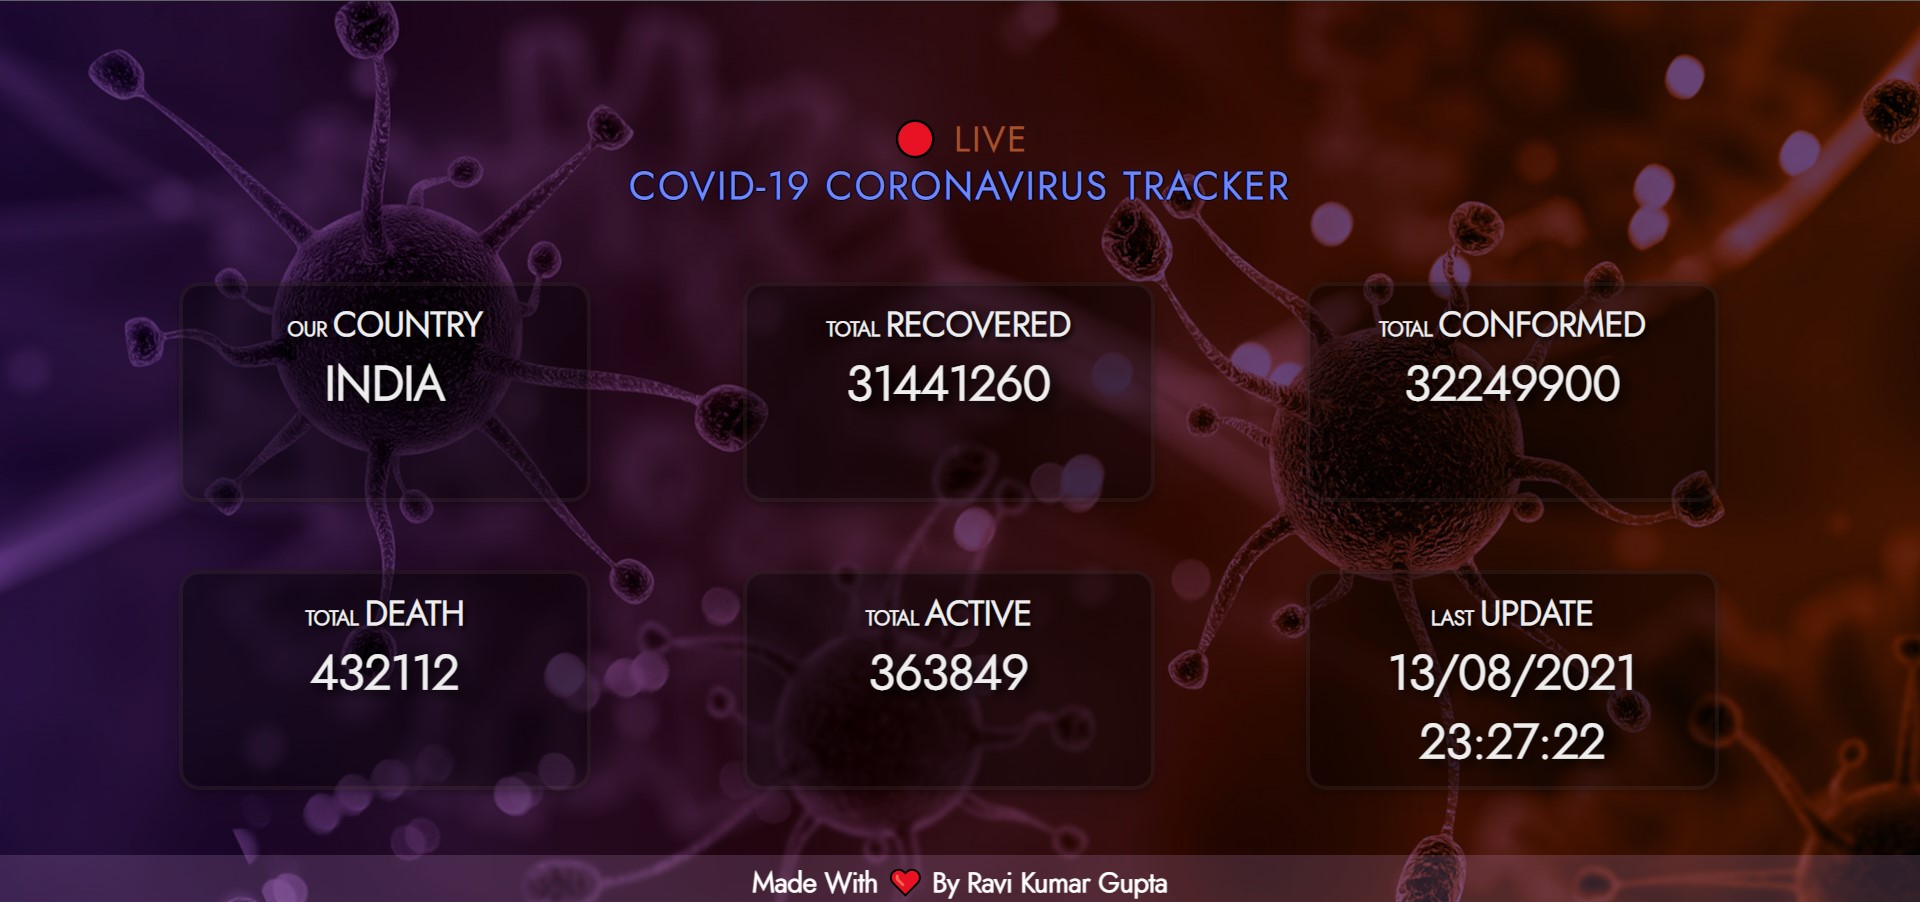 LIVE
COVID-19 CORONAVIRUS TRACKER
OUR COUNTRY
INDIA
TOTAL RECOVERED
31441260
TOTAL CONFORMED
32249900
TOTAL DEATH
432112
TOTAL ACTIVE
363849
LAST UPDATE
13/08/2021
23:27:22
Made With ❤️ By Ravi Kumar Gupta